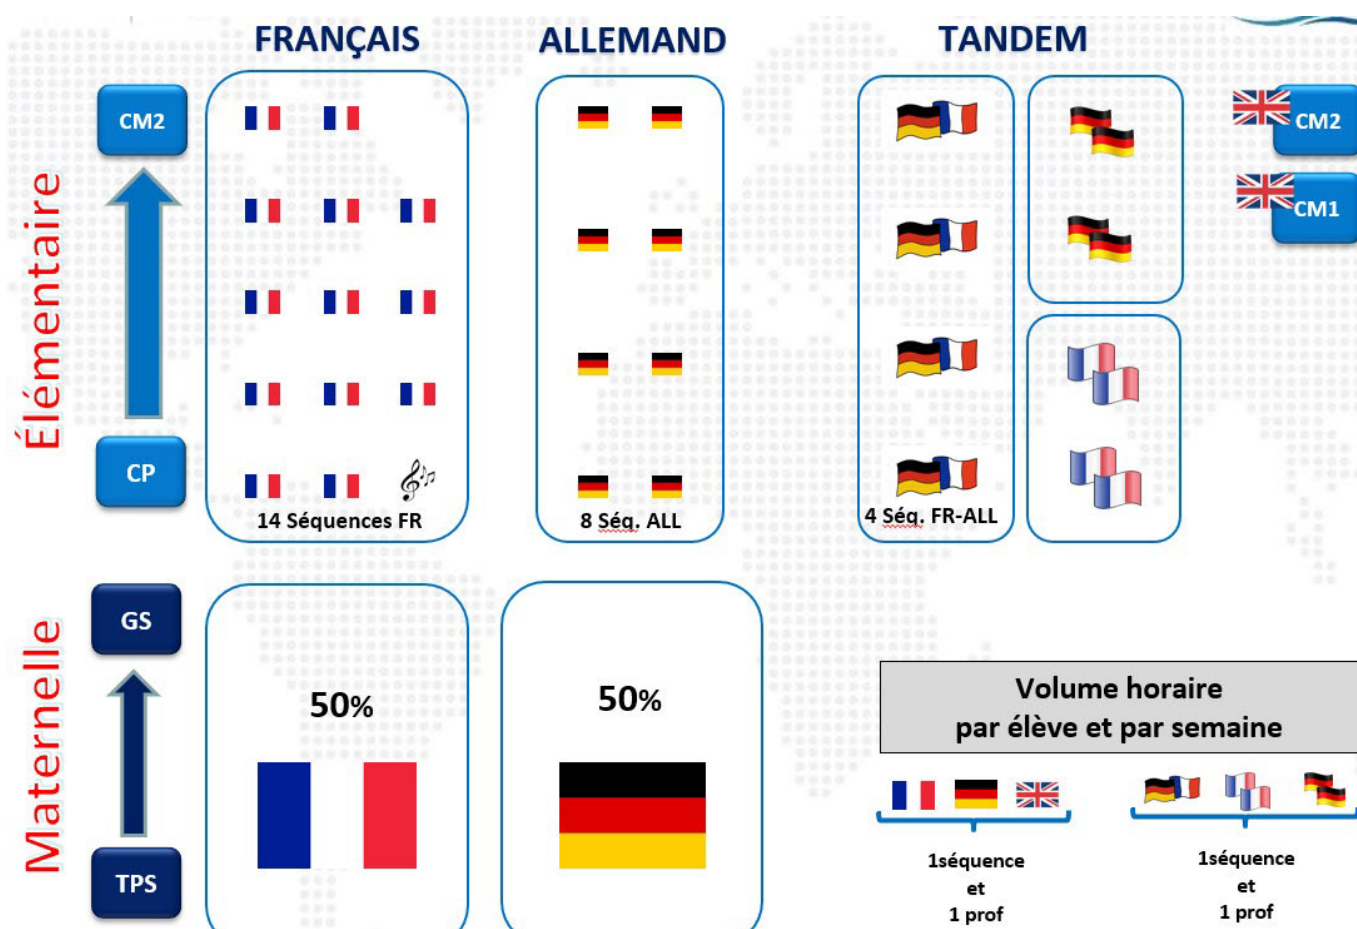 FRANÇAIS
ALLEMAND
TANDEM
Élémentaire
CM2
CP
14 Séquences FR
8 Séq. ALL
4 Séq. FR-ALL
CM2
CM1
Maternelle
GS
TPS
50%
50%
Volume horaire
par élève et par semaine
1séquence
et
1 prof
1séquence
et
1 prof